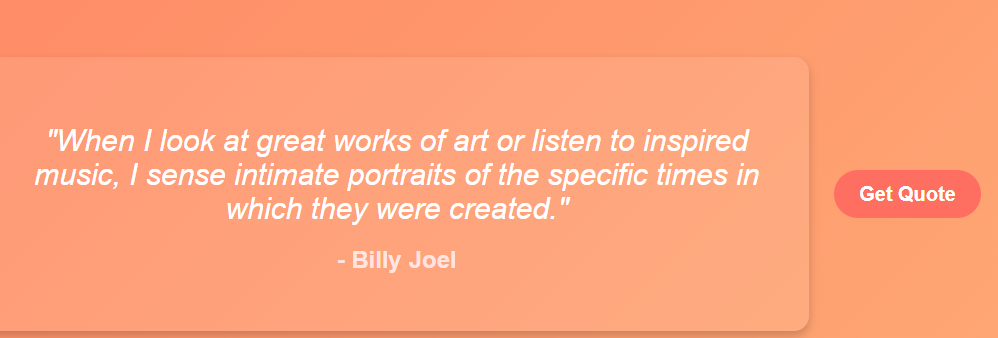 "When I look at great works of art or listen to inspired
music, I sense intimate portraits of the specific times in
which they were created."
- Billy Joel
Get Quote